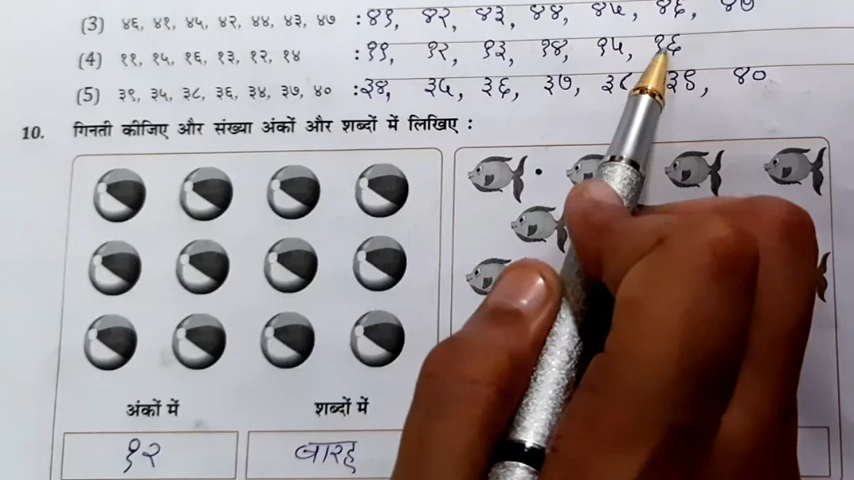 (3) ४६, ४१, ४५, ४२, ४४, ४३, ४७ : ४१, ४२, ४३, ४४, ४५, ४६, ४७
(4) ११, १५, १६, १३, १२, १४ : ११, १२, १३, १४, १५, १६
(5) ३९, ३५, ३८, ३६, ३४, ३७, ४० : ३४, ३५, ३६, ३७, ३८, ३९, ४०
10. गिनती कीजिए और संख्या अंकों और शब्दों में लिखिए :
अंकों में शब्दों में
१२ बारह